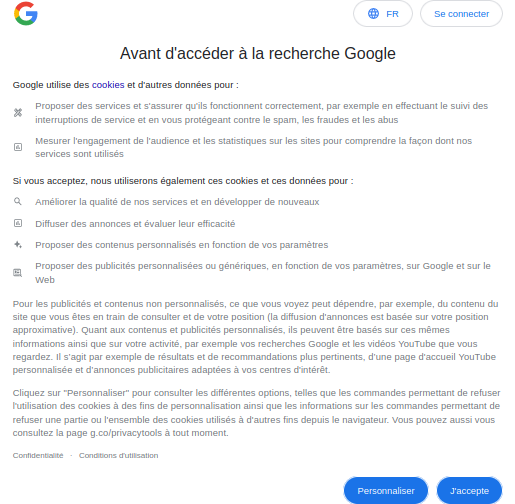 FR
Se connecter
Avant d'accéder à la recherche Google
Google utilise des cookies et d'autres données pour :
Proposer des services et s'assurer qu'ils fonctionnent correctement, par exemple en effectuant le suivi des
interruptions de service et en vous protégeant contre le spam, les fraudes et les abus
Mesurer l'engagement de l'audience et les statistiques sur les sites pour comprendre la façon dont nos
services sont utilisés
Si vous acceptez, nous utiliserons également ces cookies et ces données pour :
Améliorer la qualité de nos services et en développer de nouveaux
Diffuser des annonces et évaluer leur efficacité
Proposer des contenus personnalisés en fonction de vos paramètres
Proposer des publicités personnalisées ou génériques, en fonction de vos paramètres, sur Google et sur le
Web
Pour les publicités et contenus non personnalisés, ce que vous voyez peut dépendre, par exemple, du contenu du
site que vous êtes en train de consulter et de votre position (la diffusion d'annonces est basée sur votre position
approximative). Quant aux contenus et publicités personnalisés, ils peuvent être basés sur ces mêmes
informations ainsi que sur votre activité, par exemple vos recherches Google et les vidéos YouTube que vous
regardez. Il s'agit par exemple de résultats et de recommandations plus pertinents, d'une page d'accueil YouTube
personnalisée et d'annonces publicitaires adaptées à vos centres d'intérêt.
Cliquez sur "Personnaliser" pour consulter les différentes options, telles que les commandes permettant de refuser
l'utilisation des cookies à des fins de personnalisation ainsi que les informations sur les commandes permettant de
refuser une partie ou l'ensemble des cookies utilisés à d'autres fins depuis le navigateur. Vous pouvez aussi vous
consultez la page g.co/privacytools à tout moment.
Confidentialité · Conditions d'utilisation
Personnaliser
J'accepte